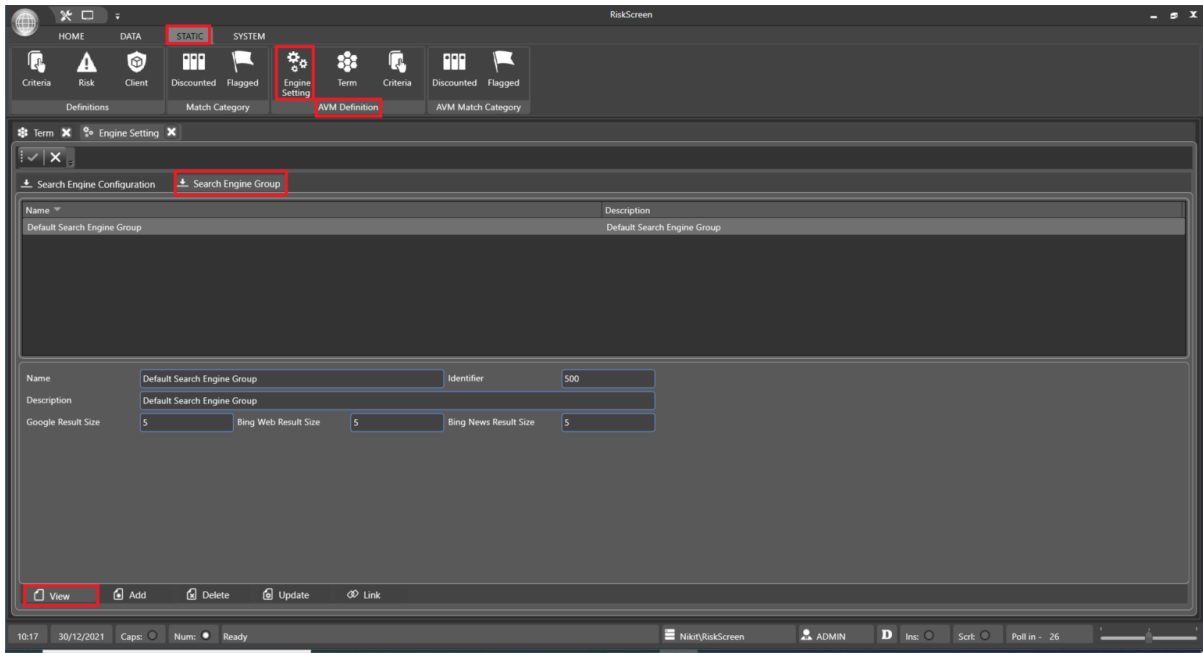 RiskScreen
HOME DATA STATIC SYSTEM
Criteria Risk Client Discounted Flagged Engine Setting Term Criteria Discounted Flagged
Definitions Match Category AVM Definition AVM Match Category
Term Engine Setting
Search Engine Configuration Search Engine Group
Name Description
Default Search Engine Group Default Search Engine Group
Name Default Search Engine Group Identifier 500
Description Default Search Engine Group
Google Result Size 5 Bing Web Result Size 5 Bing News Result Size 5
View Add Delete Update Link
10:17 30/12/2021 Caps: Num: Ready Nikit\RiskScreen ADMIN D Ins: Scrl: Poll in - 26